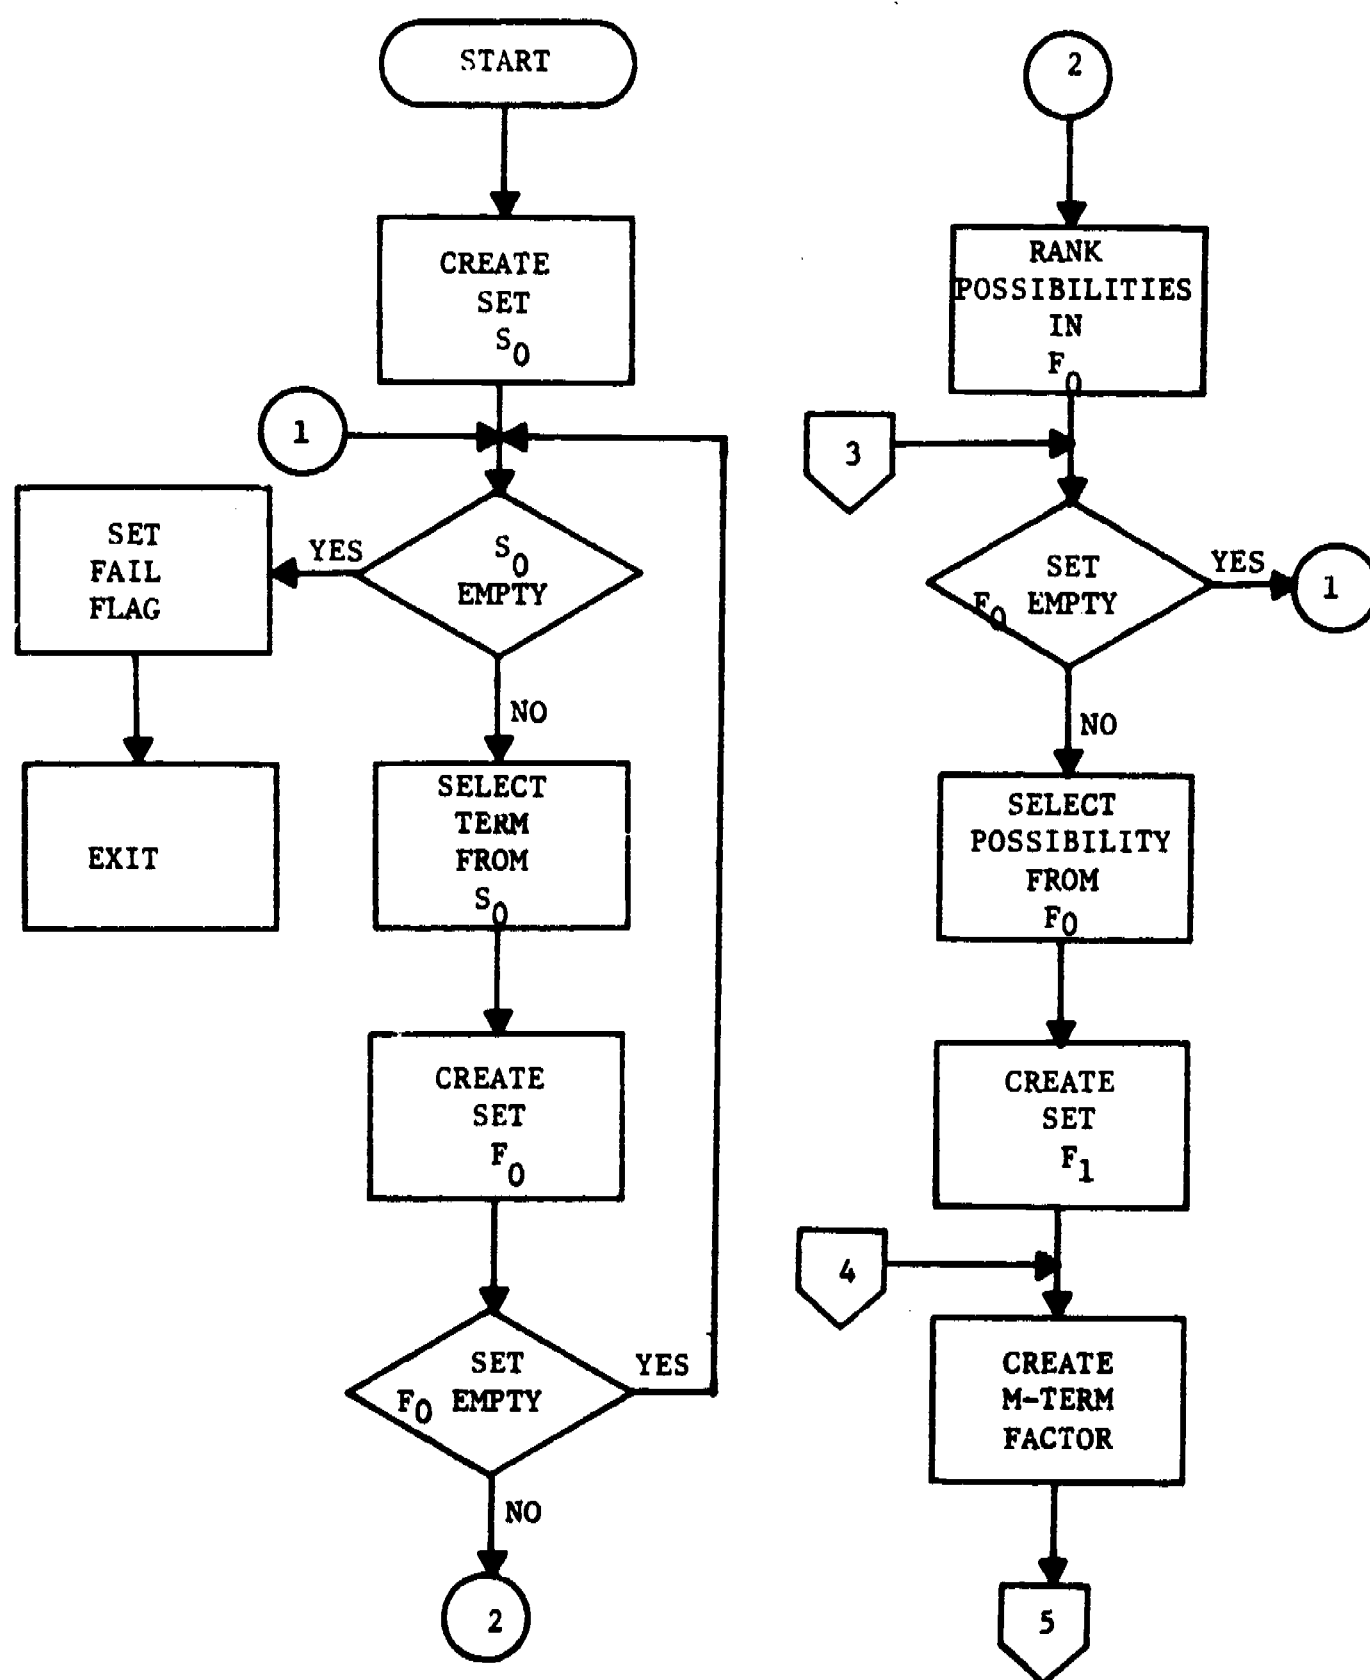 START
CREATE
SET
S0
1
S0
EMPTY
YES
SET
FAIL
FLAG
EXIT
NO
SELECT
TERM
FROM
S0
CREATE
SET
F0
SET
F0 EMPTY
YES
NO
2
2
RANK
POSSIBILITIES
IN
F0
3
SET
F0 EMPTY
YES
1
NO
SELECT
POSSIBILITY
FROM
F0
CREATE
SET
F1
4
CREATE
M-TERM
FACTOR
5